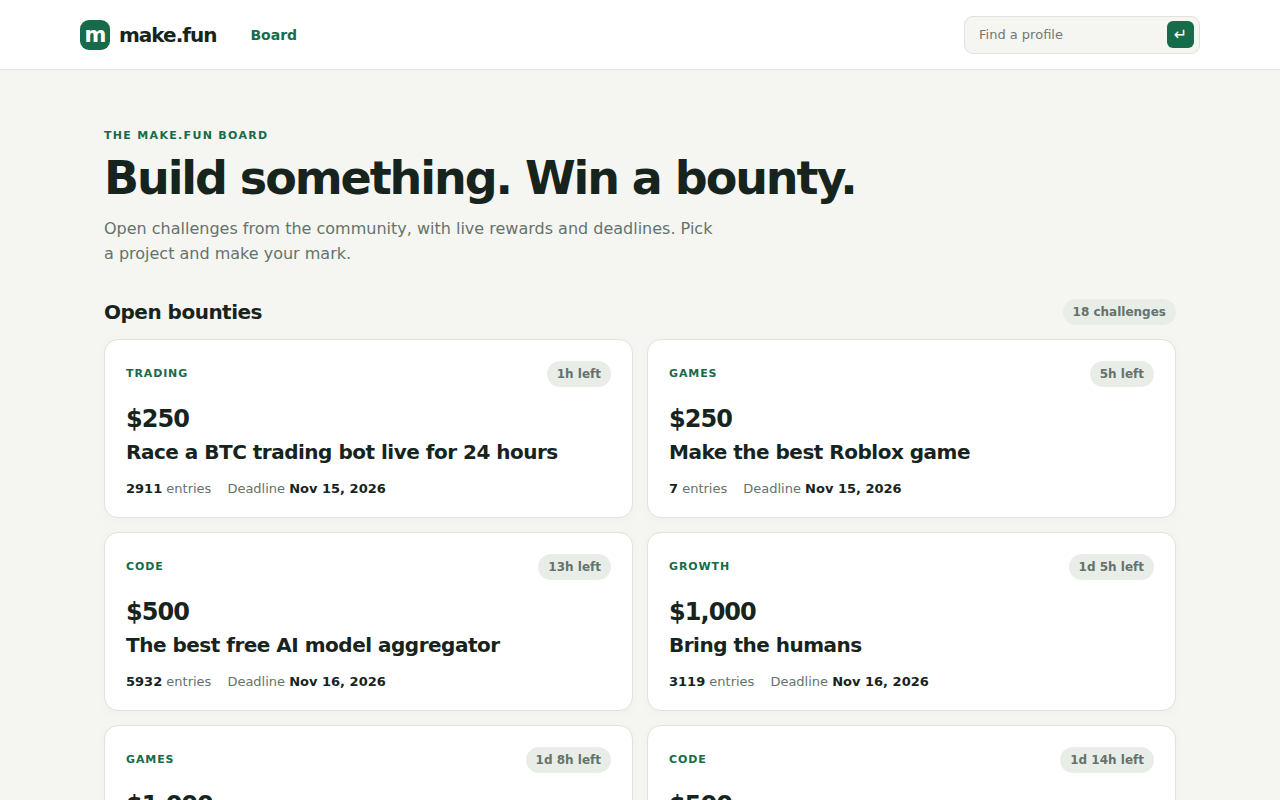 m make.fun Board Find a profile ↵
THE MAKE.FUN BOARD
Build something. Win a bounty.
Open challenges from the community, with live rewards and deadlines. Pick
a project and make your mark.
Open bounties 18 challenges
TRADING 1h left
$250
Race a BTC trading bot live for 24 hours
2911 entries Deadline Nov 15, 2026
GAMES 5h left
$250
Make the best Roblox game
7 entries Deadline Nov 15, 2026
CODE 13h left
$500
The best free AI model aggregator
5932 entries Deadline Nov 16, 2026
GROWTH 1d 5h left
$1,000
Bring the humans
3119 entries Deadline Nov 16, 2026
GAMES 1d 8h left
$1,000
CODE 1d 14h left
$500